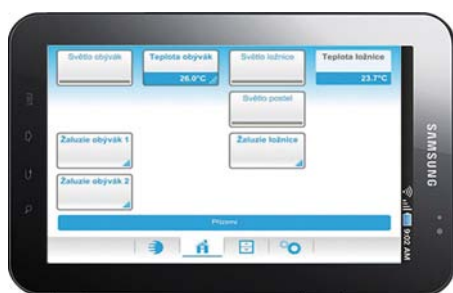 Světlo obývák
Teplota obývák
26.0°C
Světlo ložnice
Teplota ložnice
23.7°C
Světlo postel
Žaluzie obývák 1
Žaluzie ložnice
Žaluzie obývák 2
Přízemí
SAMSUNG
9:02 AM